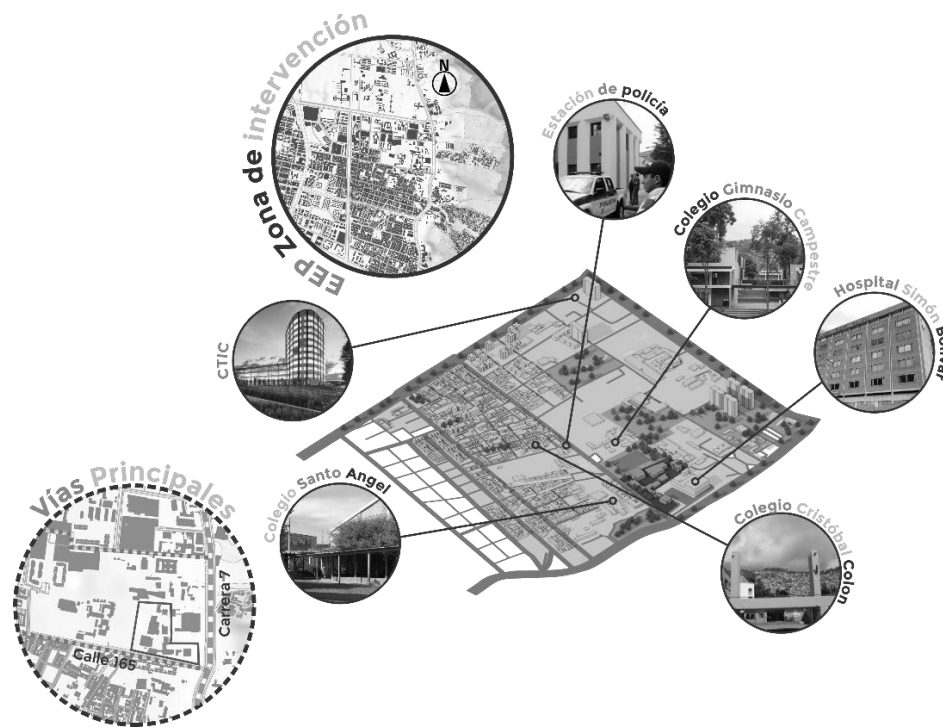 EEP Zona de intervención
N
Estación de policía
POLICIA
Colegio Gimnasio Campestre
Hospital Simón Bolívar
CTIC
Colegio Santo Angel
Colegio Cristóbal Colon
Vías Principales
Carrera 7
Calle 165